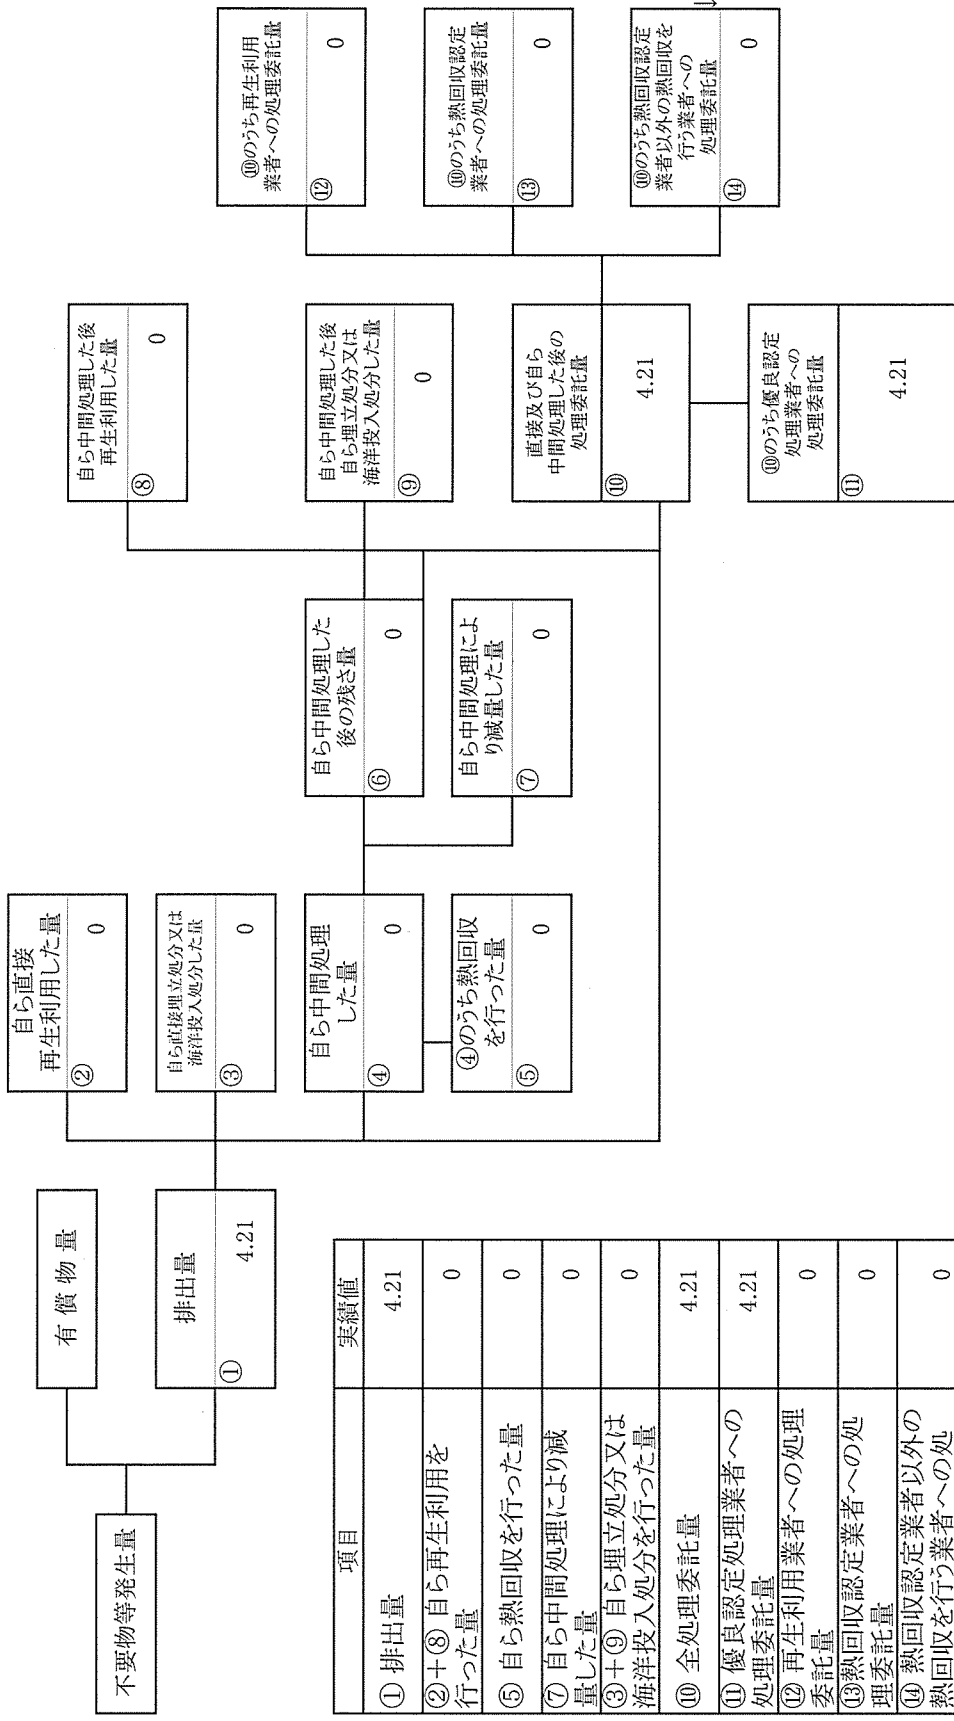 不要物等発生量
有 償 物 量
排出量
①
4.21
自ら直接
再生利用した量
②
0
自ら直接埋立処分又は
海洋投入処分した量
③
0
自ら中間処理
した量
④
0
④のうち熱回収
を行った量
⑤
0
自ら中間処理した
後の残さ量
⑥
0
自ら中間処理によ
り減量した量
⑦
0
自ら中間処理した後
再生利用した量
⑧
0
自ら中間処理した後
自ら埋立処分又は
海洋投入処分した量
⑨
0
直接及び自ら
中間処理した後の
処理委託量
⑩
4.21
⑩のうち優良認定
処理業者への
処理委託量
⑪
4.21
⑩のうち再生利用
業者への処理委託量
⑫
0
⑩のうち熱回収認定
業者への処理委託量
⑬
0
⑩のうち熱回収認定
業者以外の熱回収を
行う業者への
処理委託量
⑭
0
項目 実績値
① 排出量 4.21
②+⑧ 自ら再生利用を
行った量 0
⑤ 自ら熱回収を行った量 0
⑦ 自ら中間処理により減
量した量 0
③+⑨ 自ら埋立処分又は
海洋投入処分を行った量 0
⑩ 全処理委託量 4.21
⑪ 優良認定処理業者への
処理委託量 4.21
⑫ 再生利用業者への処理
委託量 0
⑬熱回収認定業者への処
理委託量 0
⑭ 熱回収認定業者以外の
熱回収を行う業者への処 0